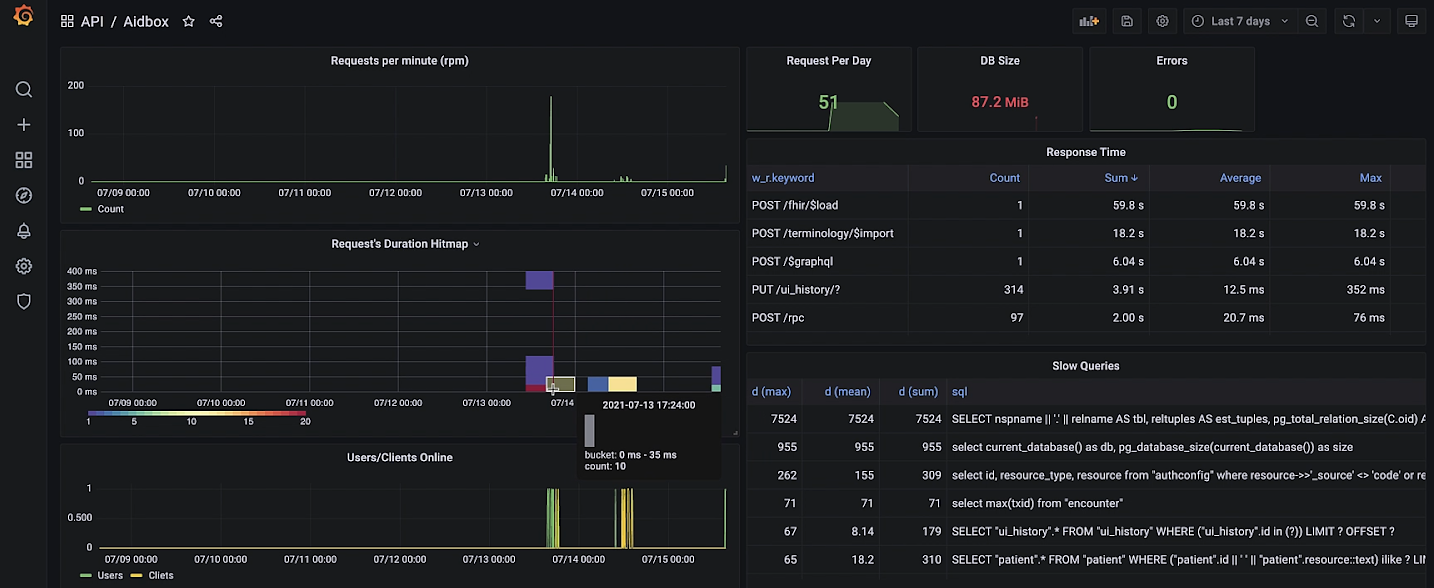 API / Aidbox
Last 7 days
Requests per minute (rpm)
200
100
0
07/09 00:00 07/10 00:00 07/11 00:00 07/12 00:00 07/13 00:00 07/14 00:00 07/15 00:00
Count
Request's Duration Hitmap
400 ms
350 ms
300 ms
250 ms
200 ms
150 ms
100 ms
50 ms
0 ms
07/09 00:00 07/10 00:00 07/11 00:00 07/12 00:00 07/13 00:00 07/14
1 5 10 15 20
2021-07-13 17:24:00
bucket: 0 ms - 35 ms
count: 10
Users/Clients Online
1
0.500
0
07/09 00:00 07/10 00:00 07/11 00:00 07/12 00:00 07/13 00:00 07/14 00:00 07/15 00:00
Users Cliets
Request Per Day
51
DB Size
87.2 MiB
Errors
0
Response Time
w_r.keyword Count Sum Average Max
POST /fhir/$load 1 59.8 s 59.8 s 59.8 s
POST /terminology/$import 1 18.2 s 18.2 s 18.2 s
POST /$graphql 1 6.04 s 6.04 s 6.04 s
PUT /ui_history/? 314 3.91 s 12.5 ms 352 ms
POST /rpc 97 2.00 s 20.7 ms 76 ms
Slow Queries
d (max) d (mean) d (sum) sql
7524 7524 7524 SELECT nspname || '.' || relname AS tbl, reltuples AS est_tuples, pg_total_relation_size(C.oid) A
955 955 955 select current_database() as db, pg_database_size(current_database()) as size
262 155 309 select id, resource_type, resource from "authconfig" where resource->>'_source' <> 'code' or re
71 71 71 select max(txid) from "encounter"
67 8.14 179 SELECT "ui_history".* FROM "ui_history" WHERE ("ui_history".id in (?)) LIMIT ? OFFSET ?
65 18.2 310 SELECT "patient".* FROM "patient" WHERE ("patient".id || ' ' || "patient".resource::text) ilike ? LI